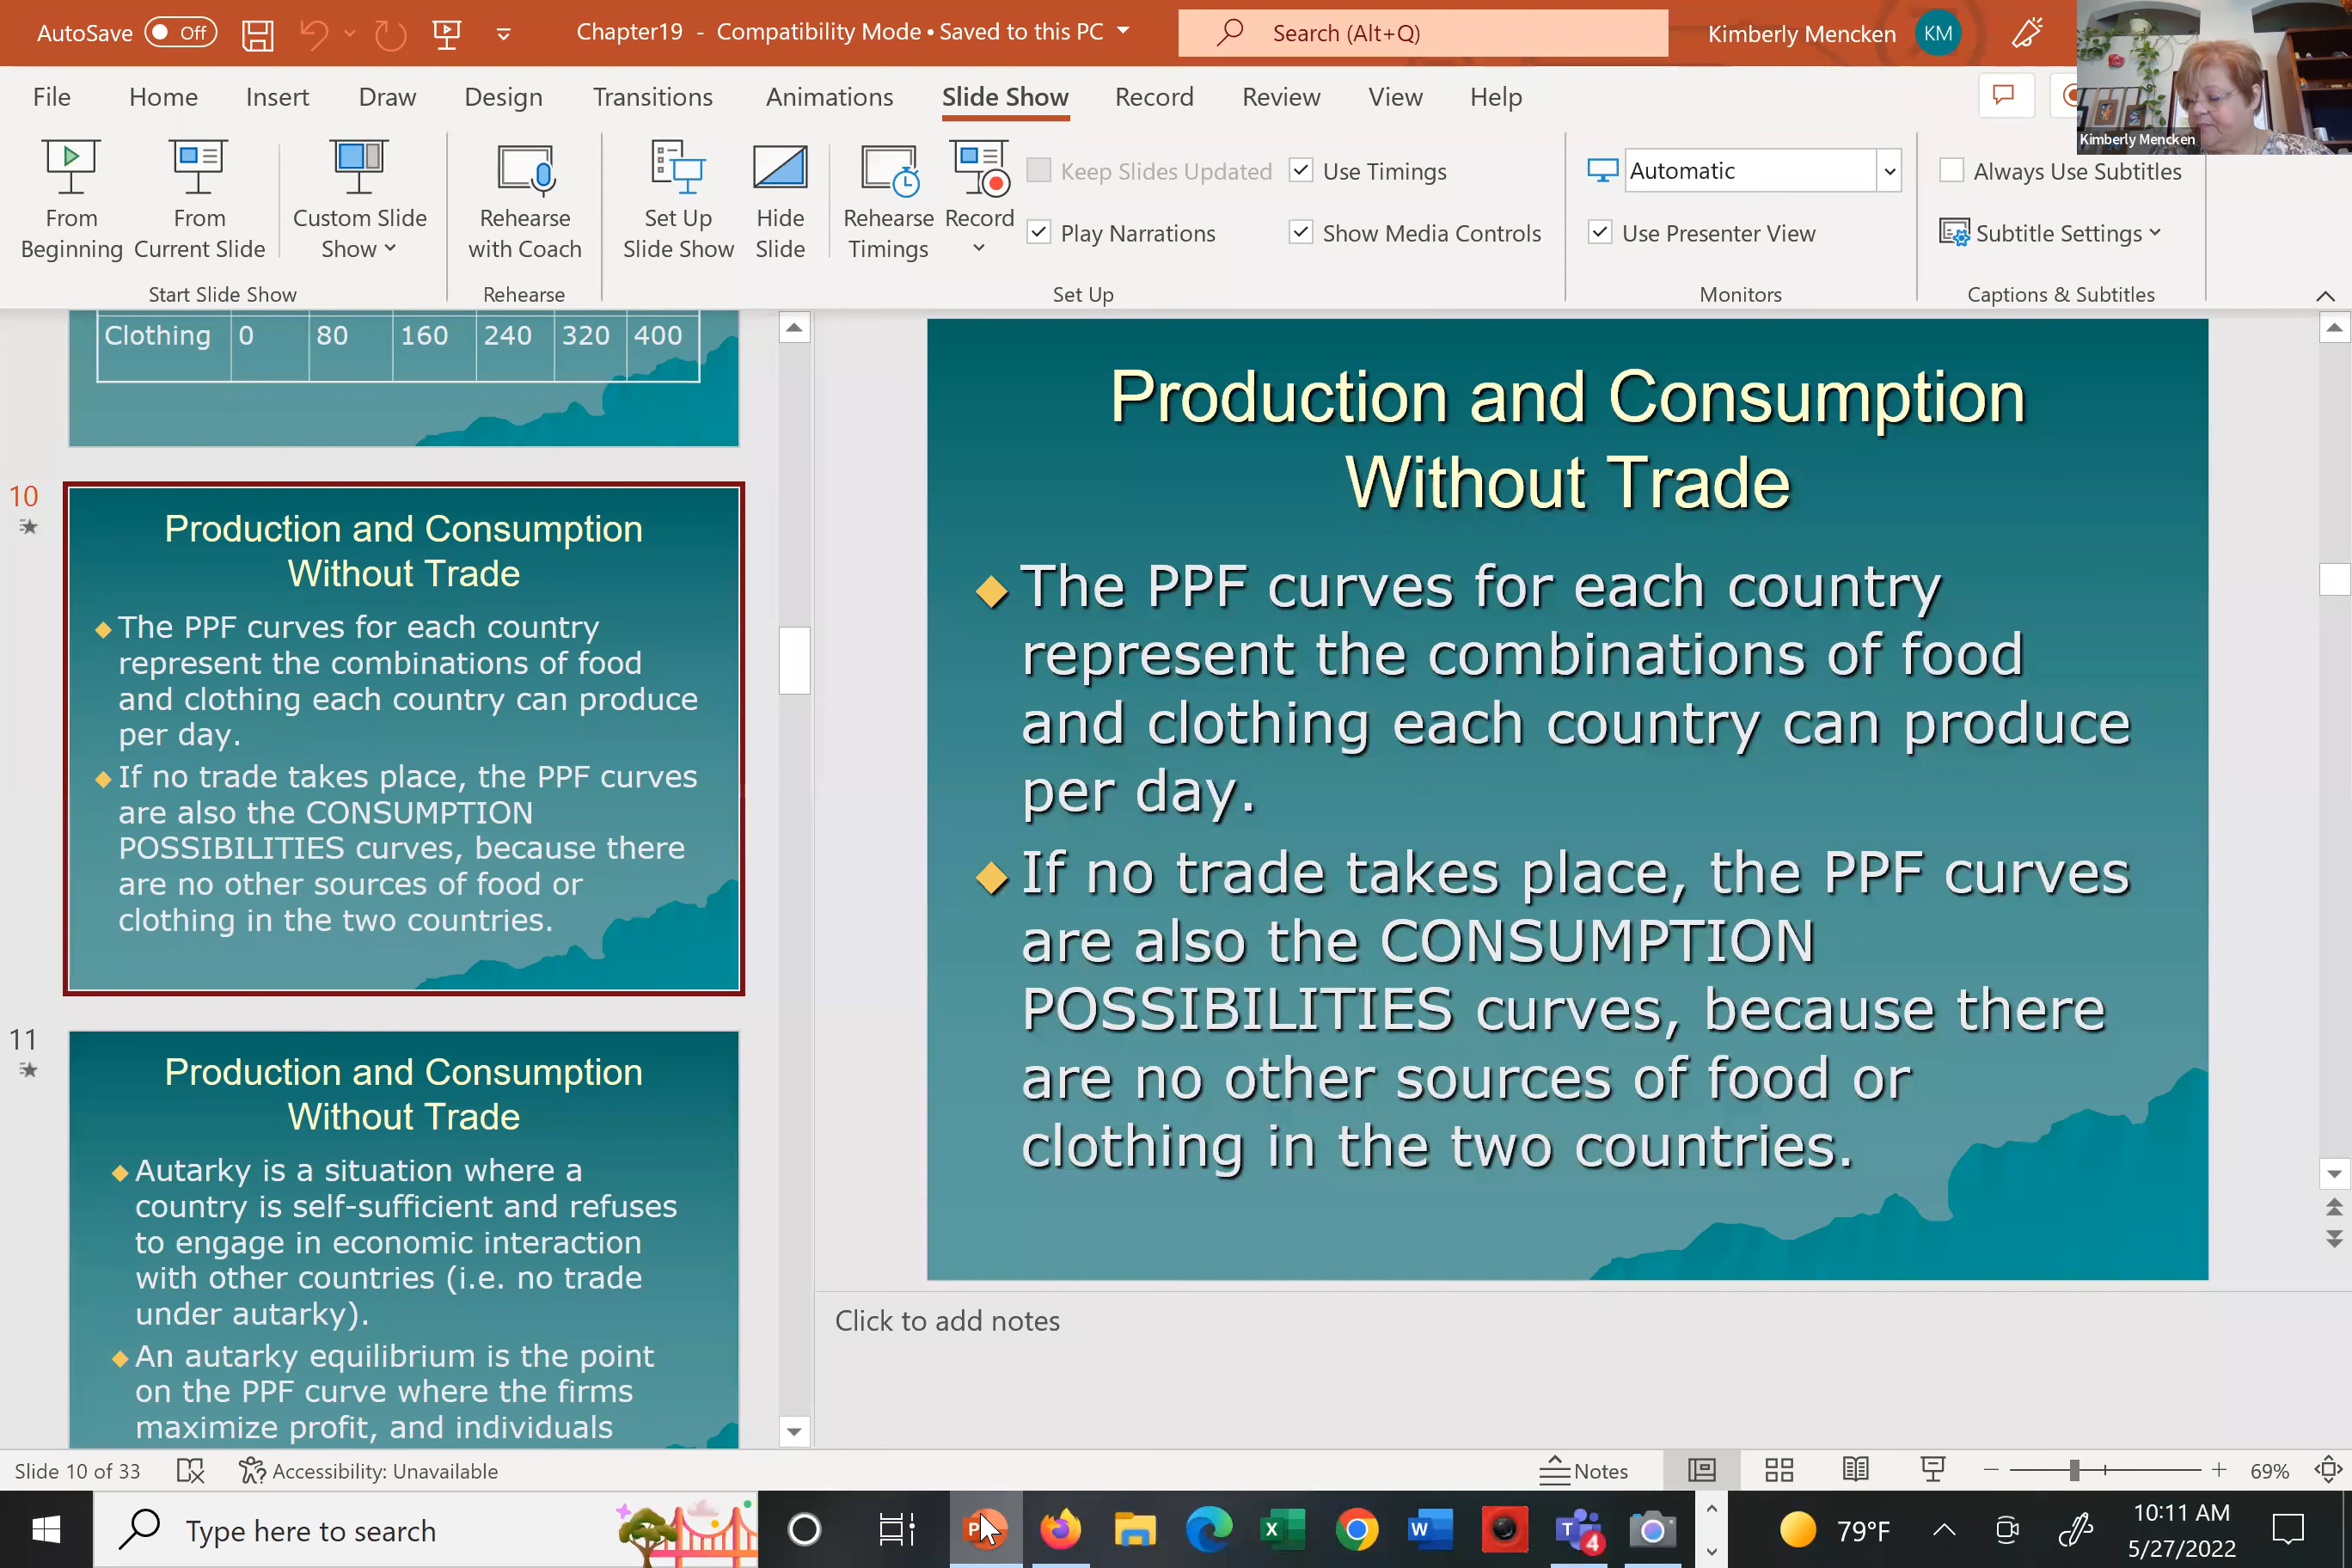 AutoSave Off
Chapter19 - Compatibility Mode • Saved to this PC
Search (Alt+Q)
Kimberly Mencken KM
File Home Insert Draw Design Transitions Animations Slide Show Record Review View Help
Kimberly Mencken
From Beginning
From Current Slide
Custom Slide Show
Rehearse with Coach
Set Up Slide Show
Hide Slide
Rehearse Timings
Record
Keep Slides Updated
Use Timings
Play Narrations
Show Media Controls
Automatic
Use Presenter View
Always Use Subtitles
Subtitle Settings
Start Slide Show
Rehearse
Set Up
Monitors
Captions & Subtitles
Clothing 0 80 160 240 320 400
10
Production and Consumption
Without Trade
The PPF curves for each country
represent the combinations of food
and clothing each country can produce
per day.
If no trade takes place, the PPF curves
are also the CONSUMPTION
POSSIBILITIES curves, because there
are no other sources of food or
clothing in the two countries.
11
Production and Consumption
Without Trade
Autarky is a situation where a
country is self-sufficient and refuses
to engage in economic interaction
with other countries (i.e. no trade
under autarky).
An autarky equilibrium is the point
on the PPF curve where the firms
maximize profit, and individuals
Production and Consumption
Without Trade
The PPF curves for each country
represent the combinations of food
and clothing each country can produce
per day.
If no trade takes place, the PPF curves
are also the CONSUMPTION
POSSIBILITIES curves, because there
are no other sources of food or
clothing in the two countries.
Click to add notes
Slide 10 of 33
Accessibility: Unavailable
Notes
69%
Type here to search
P
X
W
T
4
79°F
10:11 AM
5/27/2022